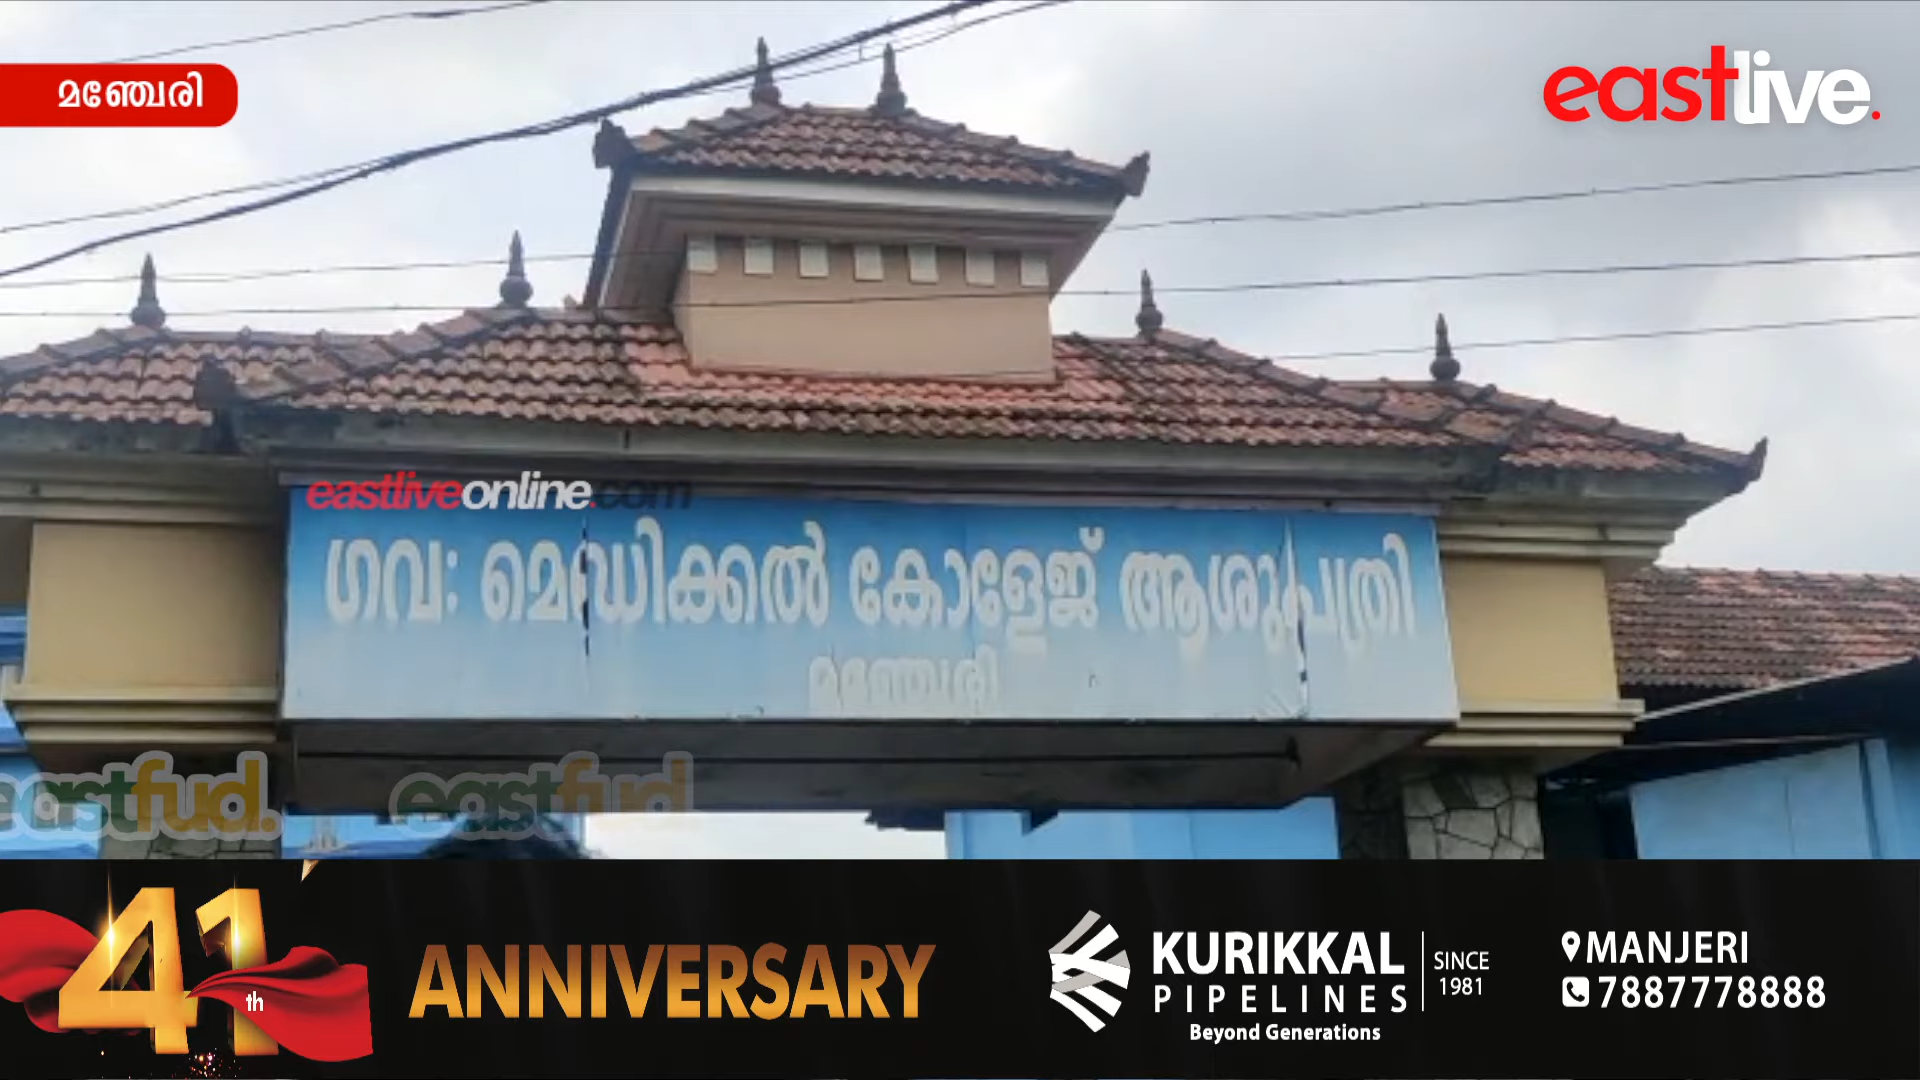 മഞ്ചേരി
eastlive.
eastliveonline.com
ഗവ: മെഡിക്കൽ കോളേജ് ആശുപത്രി
മഞ്ചേരി
eastfud.
eastfud.
41th ANNIVERSARY
KURIKKAL
PIPELINES
Beyond Generations
SINCE
1981
MANJERI
7887778888